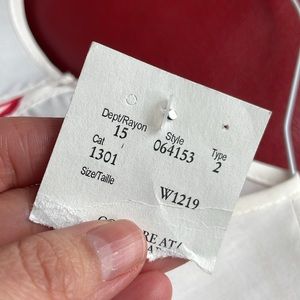 Dept/Rayon Style Type
15 064153 2
Cat
1301
Size/Taille
W1219